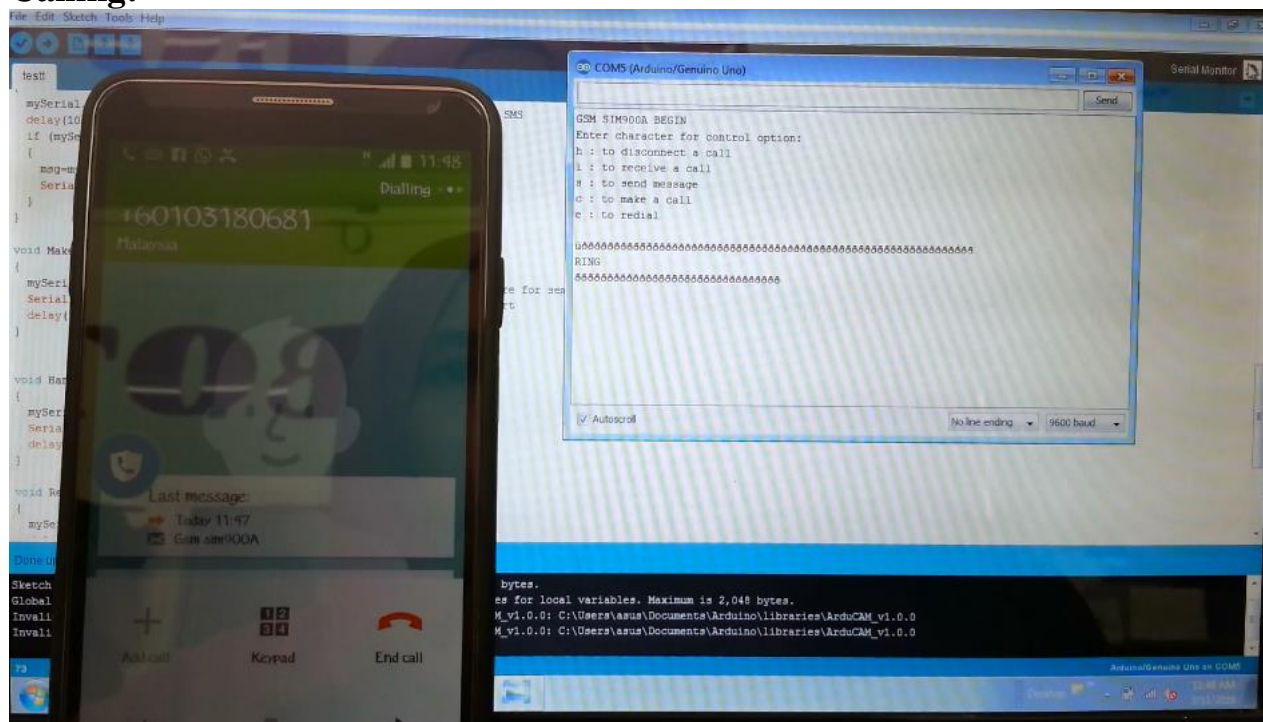 File Edit Sketch Tools Help
testt
mySerial
delay(10
SMS
if (mySe
{
msg=m
Seria
}
}
void Make
{
mySeri
re for sen
Serial
rt
delay(
}
void Han
{
mySer
Seria
delay
}
void Re
{
mySe
COM5 (Arduino/Genuino Uno)
Serial Monitor
Send
GSM SIM900A BEGIN
Enter character for control option:
h : to disconnect a call
i : to receive a call
s : to send message
c : to make a call
e : to redial
RING
Autoscroll
No line ending
9600 baud
11:48
Dialling
+60103180681
Malaysia
Last message:
Today 11:47
Gsm sim900A
Add call
Keypad
End call
Sketch
bytes.
Global
es for local variables. Maximum is 2,048 bytes.
Invali
M_v1.0.0: C:\Users\asus\Documents\Arduino\libraries\ArduCAM_v1.0.0
Invali
M_v1.0.0: C:\Users\asus\Documents\Arduino\libraries\ArduCAM_v1.0.0
73
Arduino/Genuino Uno on COM5
Desktop
11:48 AM